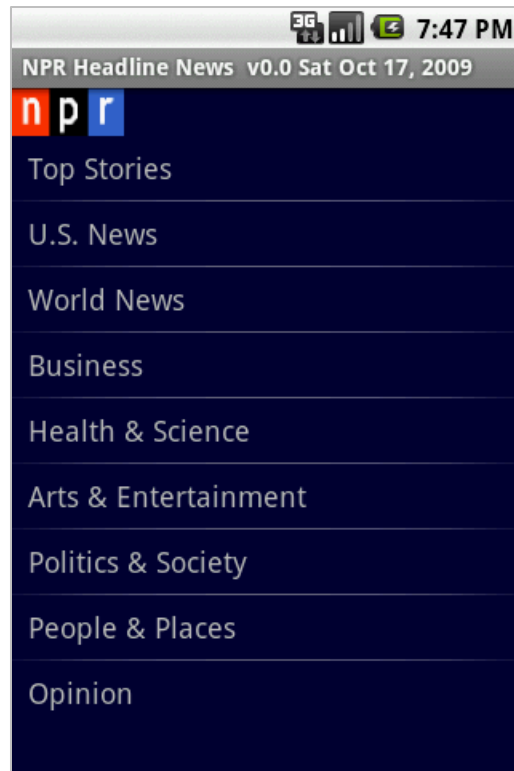 3G 7:47 PM
NPR Headline News v0.0 Sat Oct 17, 2009
npr
Top Stories
U.S. News
World News
Business
Health & Science
Arts & Entertainment
Politics & Society
People & Places
Opinion